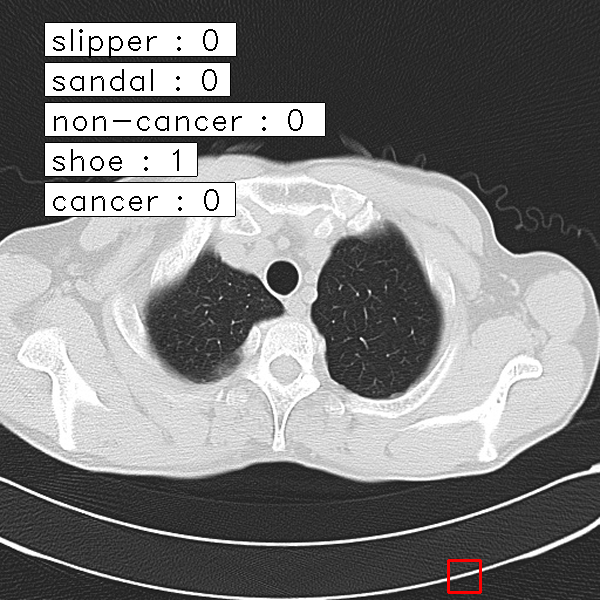 slipper : 0
sandal : 0
non-cancer : 0
shoe : 1
cancer : 0